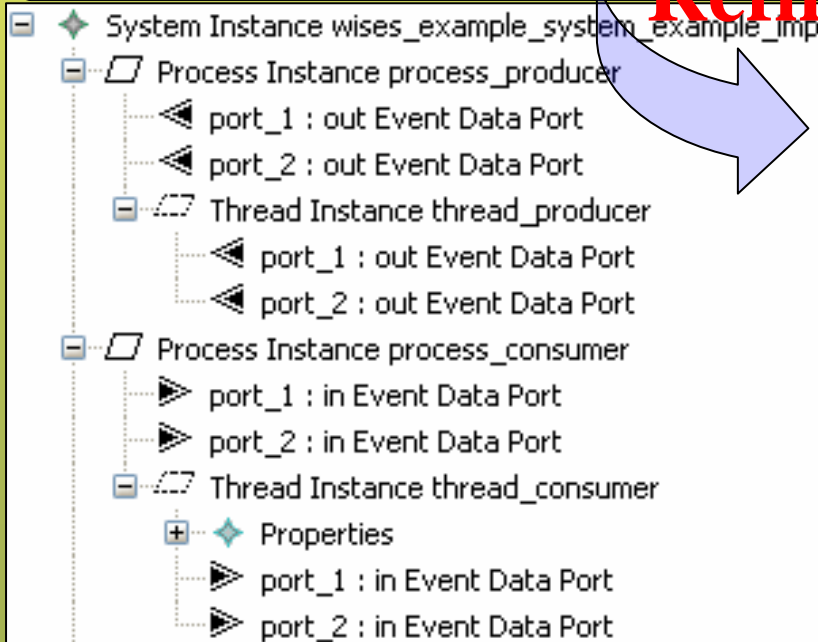 System Instance wises_example_system_example_imp
Process Instance process_producer
port_1 : out Event Data Port
port_2 : out Event Data Port
Thread Instance thread_producer
port_1 : out Event Data Port
port_2 : out Event Data Port
Process Instance process_consumer
port_1 : in Event Data Port
port_2 : in Event Data Port
Thread Instance thread_consumer
Properties
port_1 : in Event Data Port
port_2 : in Event Data Port